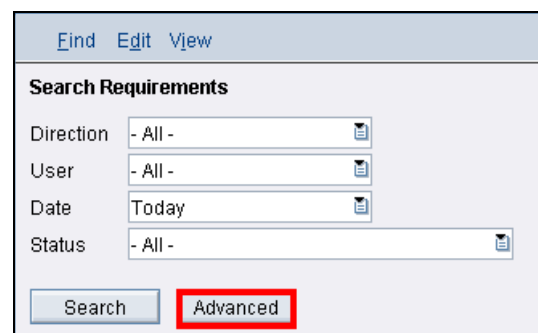 Find Edit View
Search Requirements
Direction - All -
User - All -
Date Today
Status - All -
Search Advanced